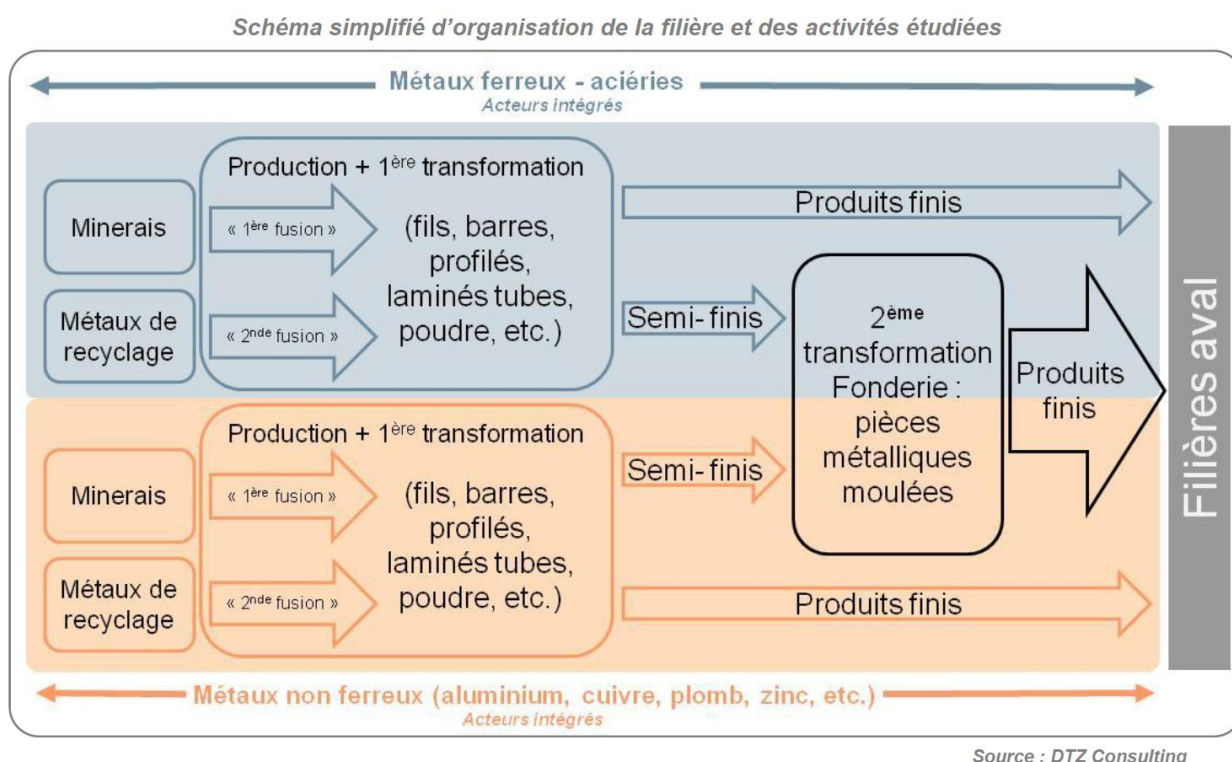 Schéma simplifié d'organisation de la filière et des activités étudiées
Métaux ferreux - aciéries
Acteurs intégrés
Production + 1ère transformation
Minerais
« 1ère fusion »
Métaux de
recyclage
« 2nde fusion »
(fils, barres,
profilés,
laminés tubes,
poudre, etc.)
Produits finis
Semi- finis
2ème
transformation
Fonderie :
pièces
métalliques
moulées
Produits
finis
Filières aval
Production + 1ère transformation
Minerais
« 1ère fusion »
Métaux de
recyclage
« 2nde fusion »
(fils, barres,
profilés,
laminés tubes,
poudre, etc.)
Semi- finis
Produits finis
Métaux non ferreux (aluminium, cuivre, plomb, zinc, etc.)
Acteurs intégrés
Source : DTZ Consulting